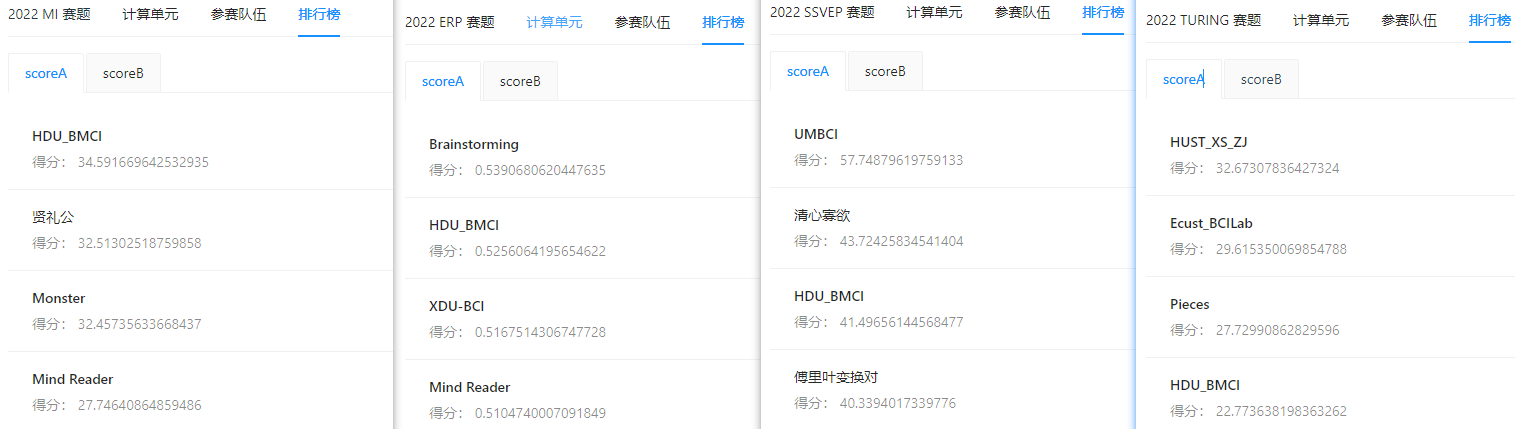 2022 MI 赛题 计算单元 参赛队伍 排行榜
scoreA scoreB
HDU_BMCI
得分： 34.591669642532935
贤礼公
得分： 32.51302518759858
Monster
得分： 32.45735633668437
Mind Reader
得分： 27.74640864859486
2022 ERP 赛题 计算单元 参赛队伍 排行榜
scoreA scoreB
Brainstorming
得分： 0.5390680620447635
HDU_BMCI
得分： 0.5256064195654622
XDU-BCI
得分： 0.5167514306747728
Mind Reader
得分： 0.5104740007091849
2022 SSVEP 赛题 计算单元 参赛队伍 排行榜
scoreA scoreB
UMBCI
得分： 57.74879619759133
清心寡欲
得分： 43.72425834541404
HDU_BMCI
得分： 41.49656144568477
傅里叶变换对
得分： 40.3394017339776
2022 TURING 赛题 计算单元 参赛队伍 排行榜
scoreA scoreB
HUST_XS_ZJ
得分： 32.67307836427324
Ecust_BCILab
得分： 29.615350069854788
Pieces
得分： 27.72990862829596
HDU_BMCI
得分： 22.773638198363262